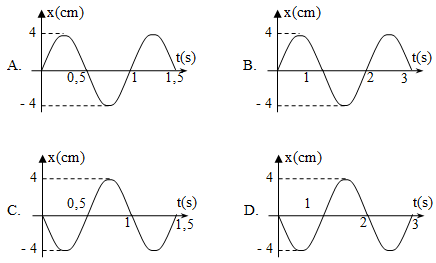 x(cm)
4
t(s)
A.
0,5
1
1,5
- 4
x(cm)
4
t(s)
B.
1
2
3
- 4
x(cm)
4
0,5
t(s)
C.
1
1,5
- 4
x(cm)
4
1
t(s)
D.
2
3
- 4